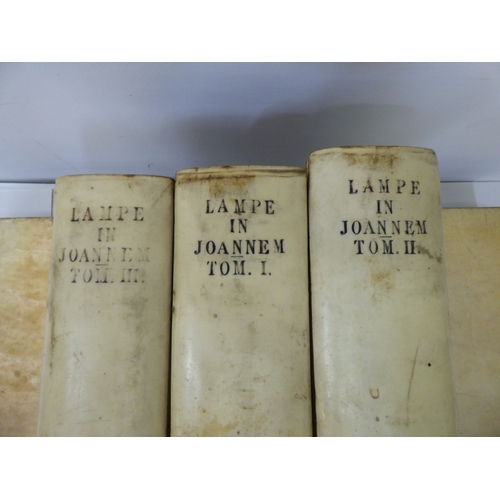 LAMPE
IN
JOANNEM
TOM. III.
LAMPE
IN
JOANNEM
TOM. I.
LAMPE
IN
JOANNEM
TOM. II.